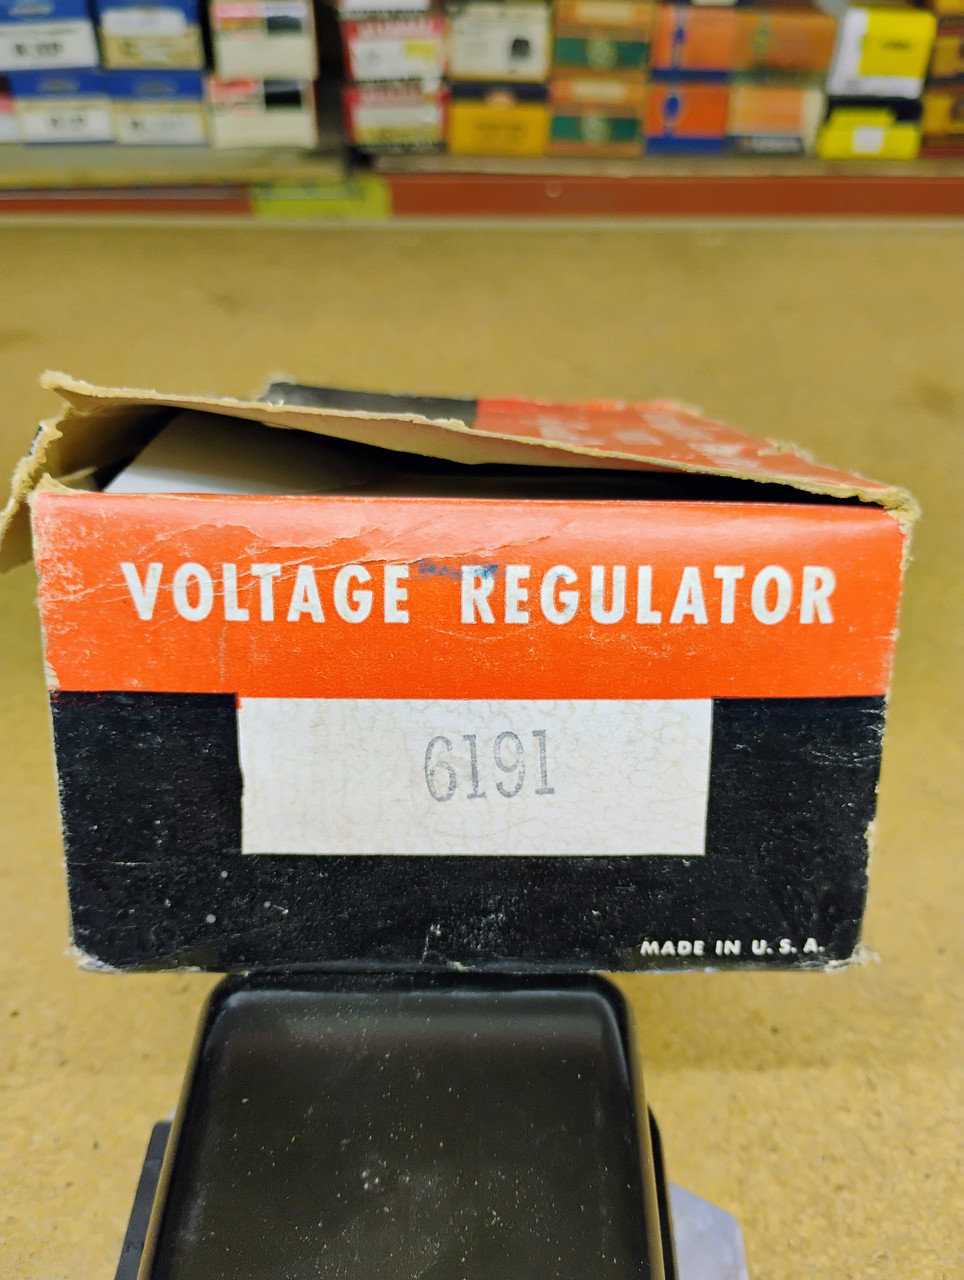 VOLTAGE REGULATOR
6191
MADE IN U. S. A.